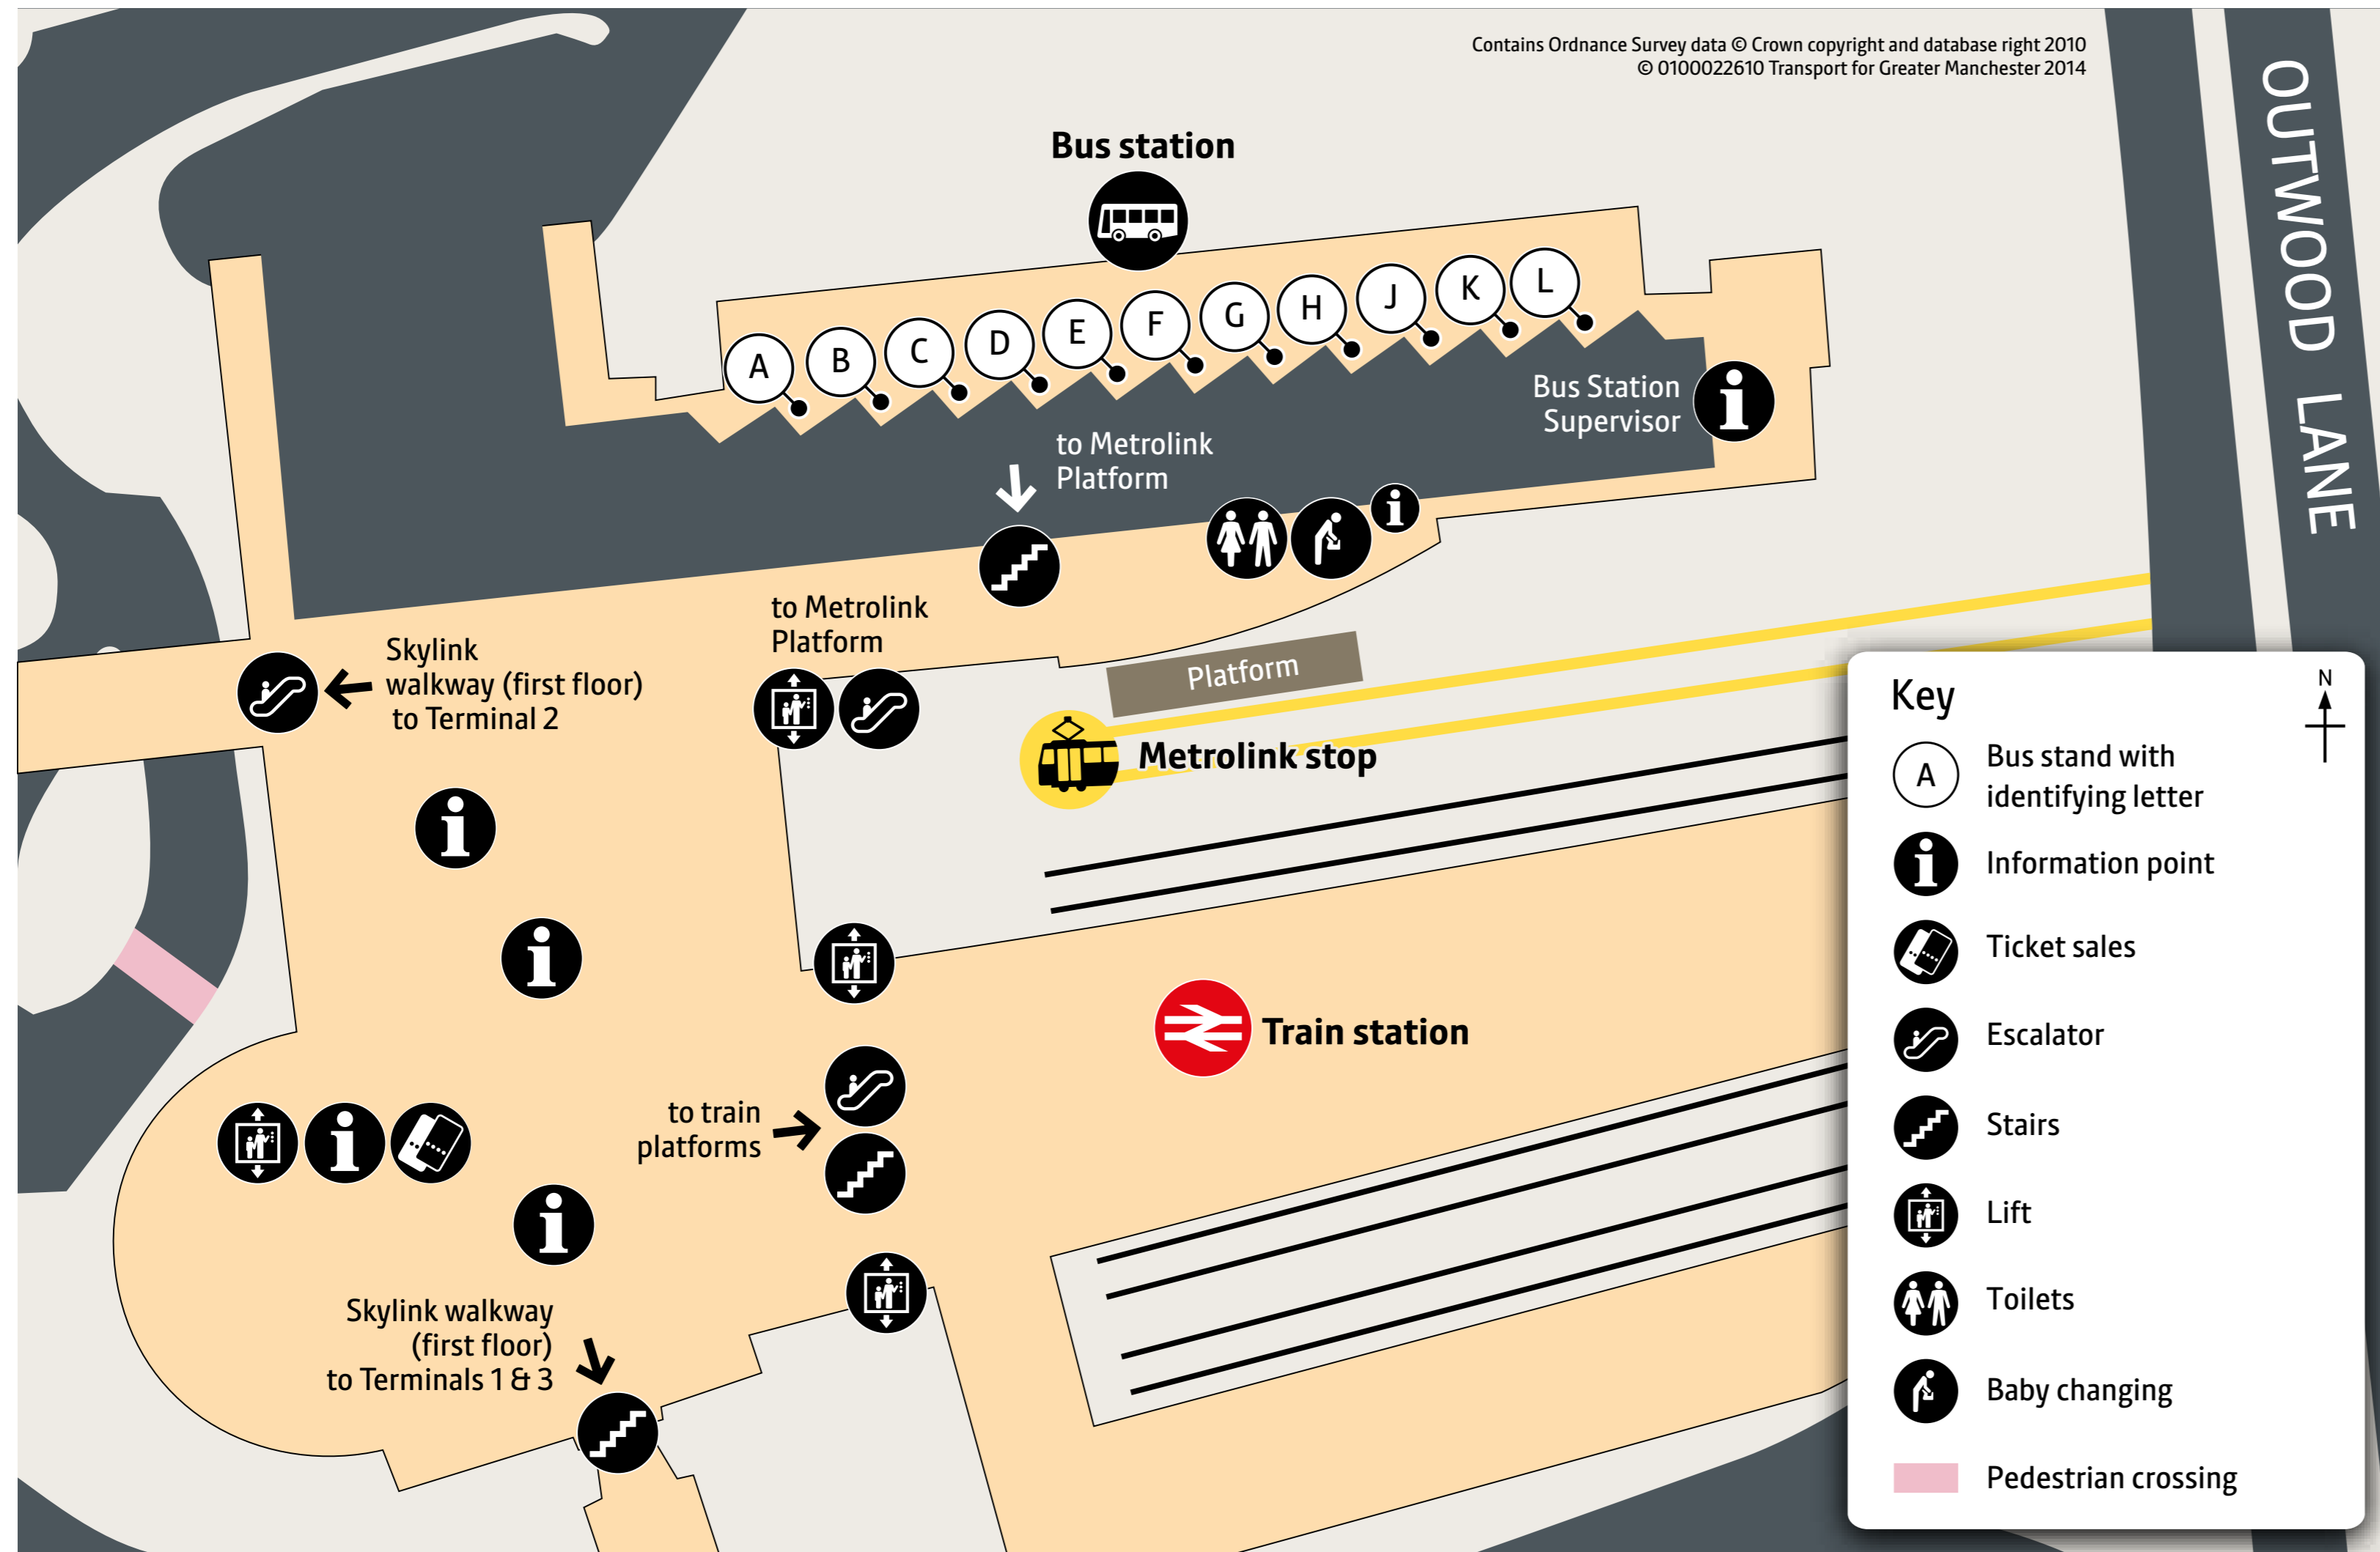 Contains Ordnance Survey data © Crown copyright and database right 2010
© 0100022610 Transport for Greater Manchester 2014
OUTWOOD LANE
Bus station
A
B
C
D
E
F
G
H
J
K
L
Bus Station
Supervisor
to Metrolink
Platform
to Metrolink
Platform
Skylink
walkway (first floor)
to Terminal 2
Platform
Metrolink stop
Train station
to train
platforms
Skylink walkway
(first floor)
to Terminals 1 & 3
Key
N
A
Bus stand with
identifying letter
Information point
Ticket sales
Escalator
Stairs
Lift
Toilets
Baby changing
Pedestrian crossing